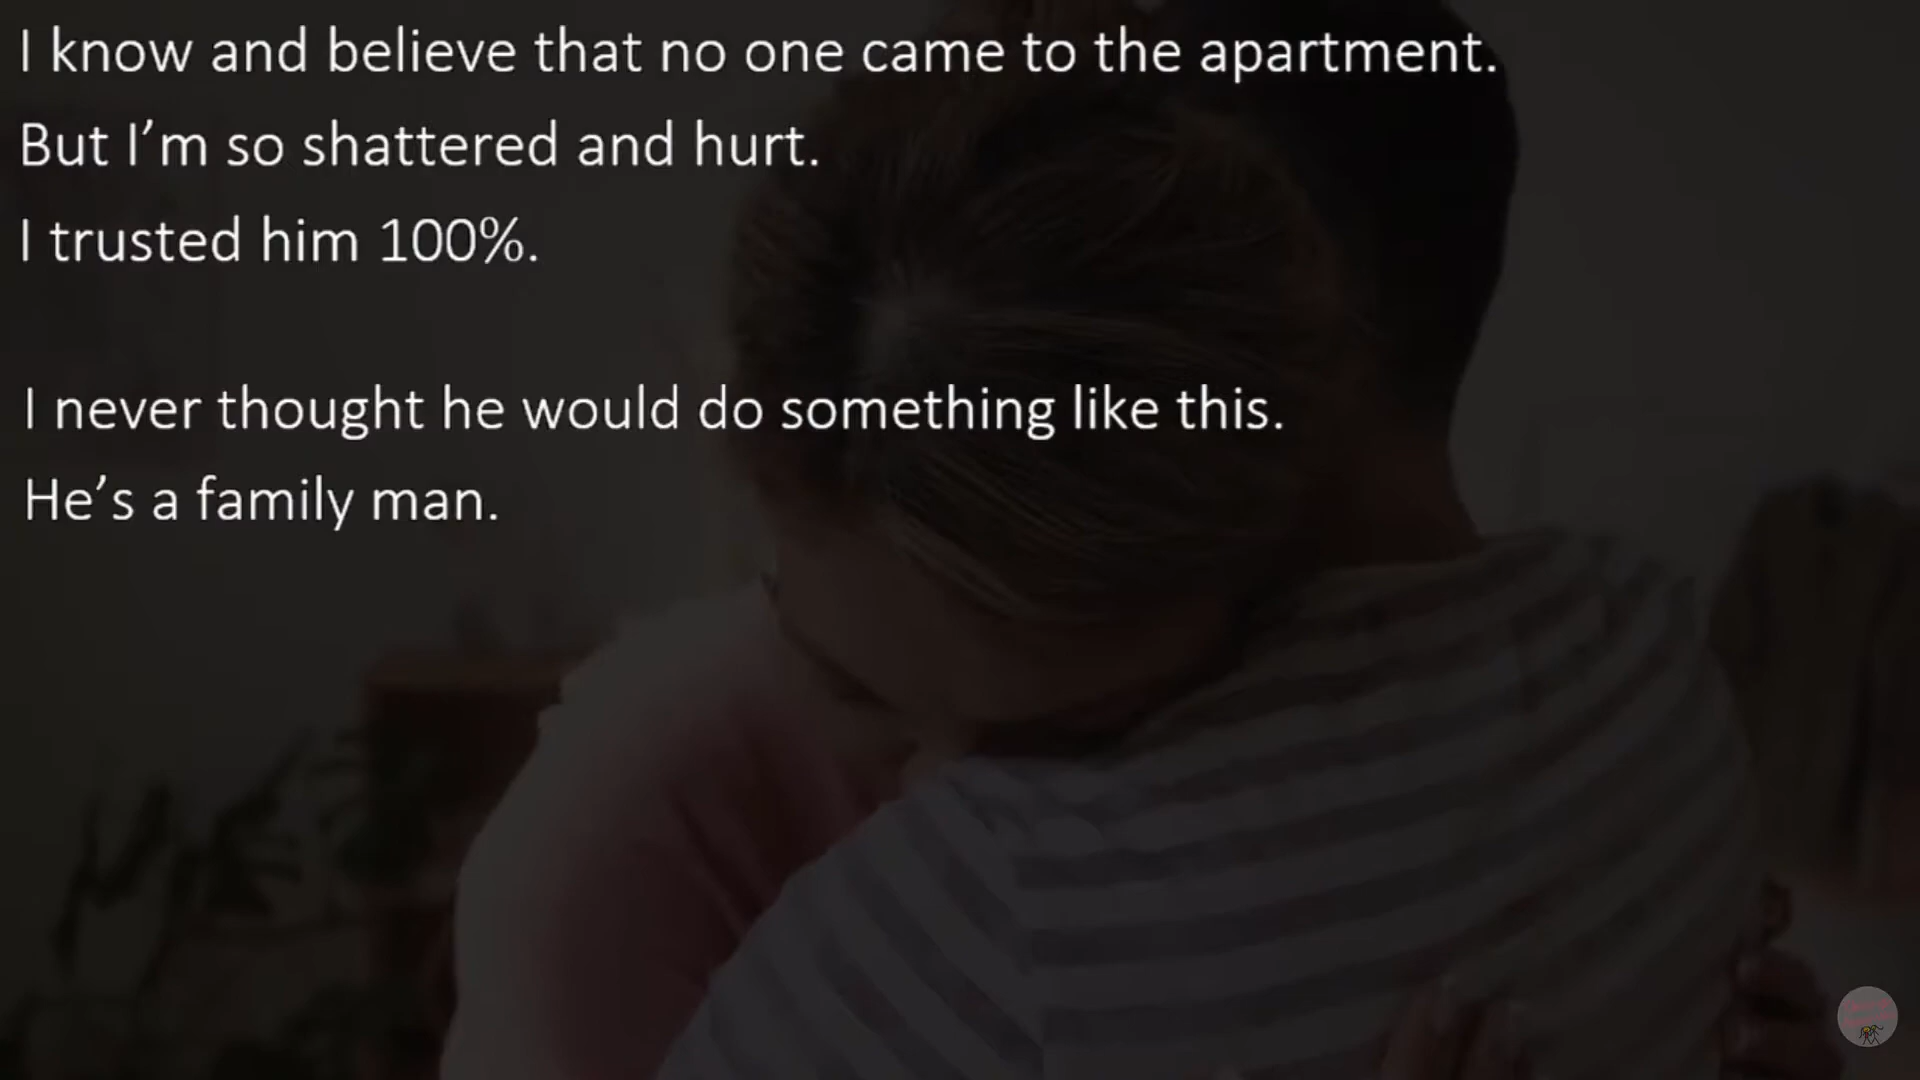 I know and believe that no one came to the apartment.
But I’m so shattered and hurt.
I trusted him 100%.
I never thought he would do something like this.
He’s a family man.